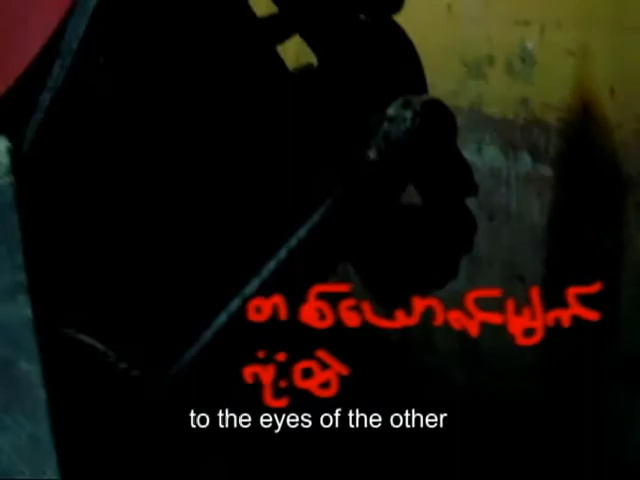 တစ်ယောက်မျက်
လုံးထဲ
to the eyes of the other